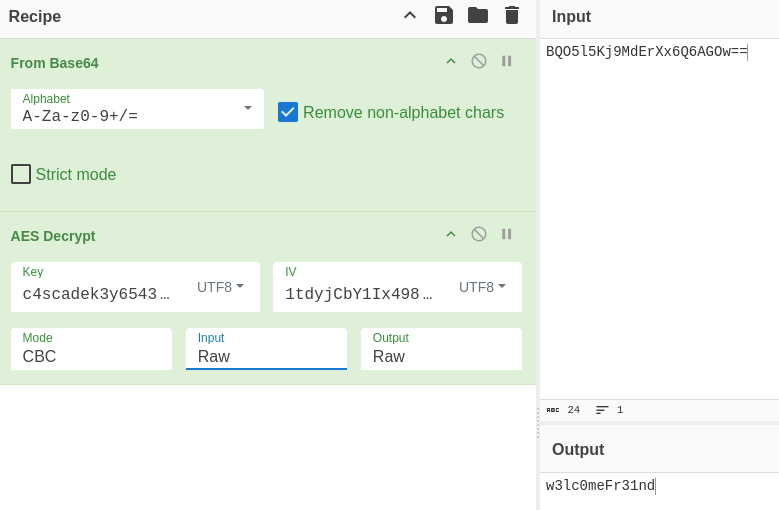 Recipe
From Base64
Alphabet
A-Za-z0-9+/=
Remove non-alphabet chars
Strict mode
AES Decrypt
Key
c4scadek3y6543…
UTF8
IV
1tdyjCbY1Ix498…
UTF8
Mode
CBC
Input
Raw
Output
Raw
Input
BQO5l5Kj9MdErXx6Q6AGOw==
ABC 24 1
Output
w3lc0meFr31nd